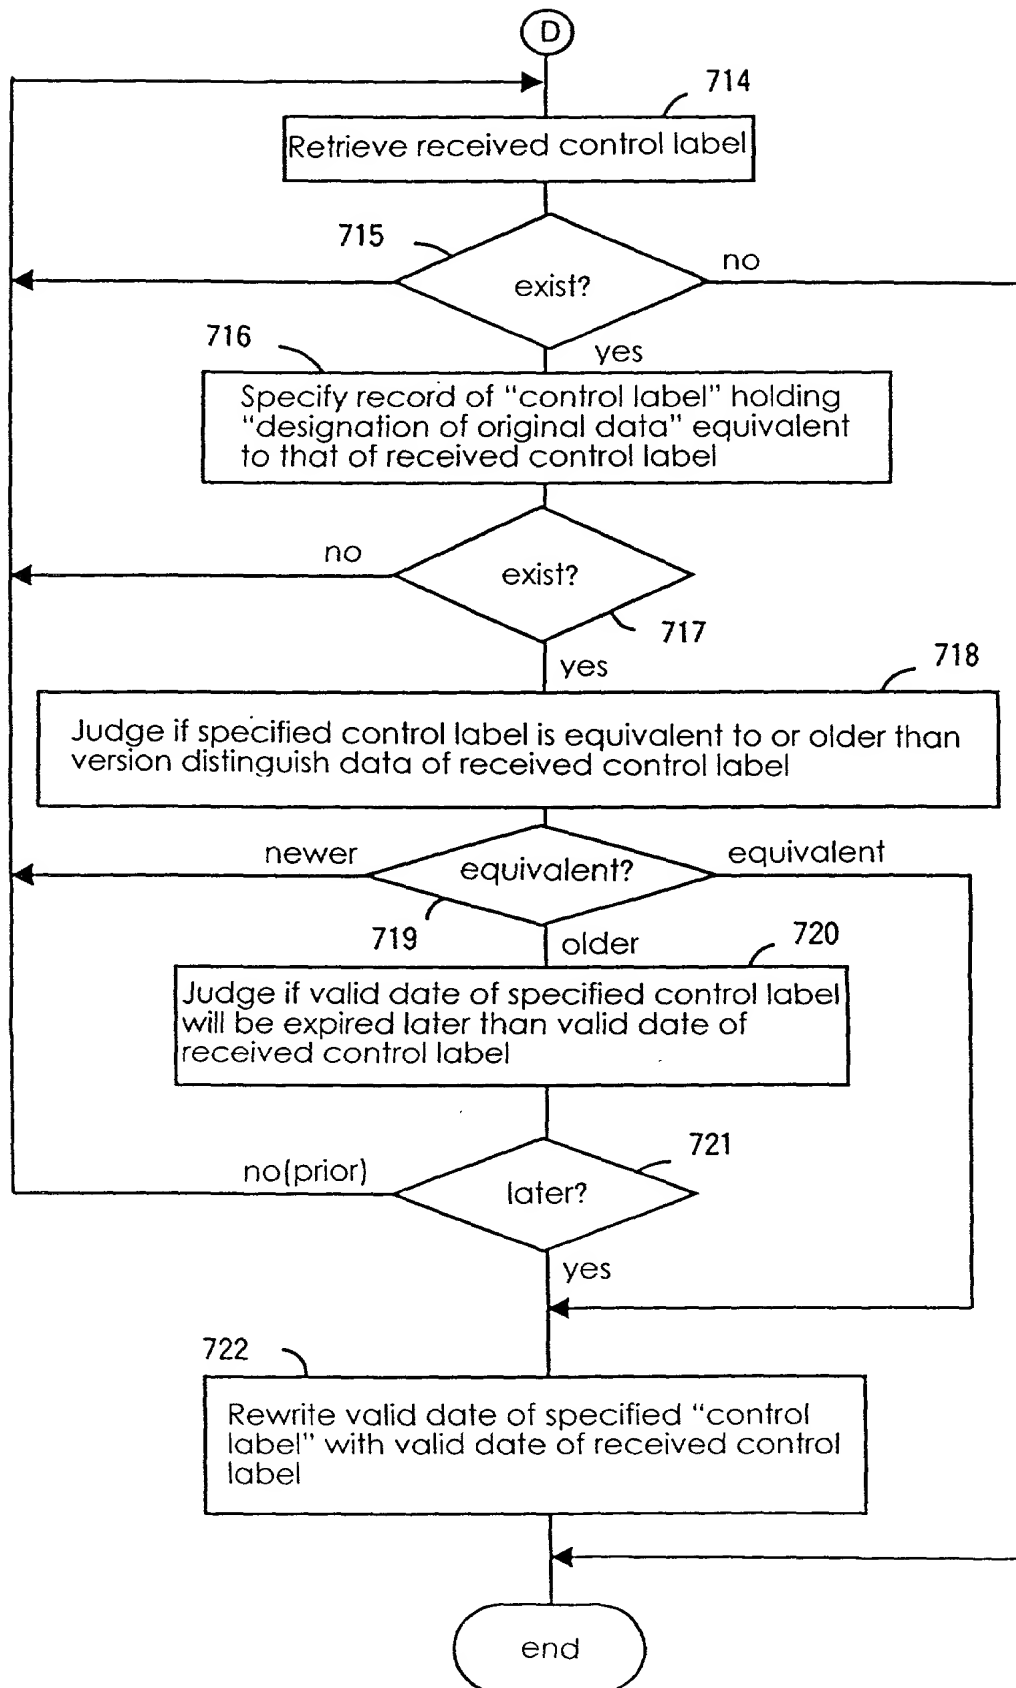 D
714
Retrieve received control label
715
exist?
no
716
yes
Specify record of “control label” holding
“designation of original data” equivalent
to that of received control label
no
exist?
717
yes
718
Judge if specified control label is equivalent to or older than
version distinguish data of received control label
newer
equivalent?
equivalent
719
older
720
Judge if valid date of specified control label
will be expired later than valid date of
received control label
721
no(prior)
later?
yes
722
Rewrite valid date of specified “control
label” with valid date of received control
label
end